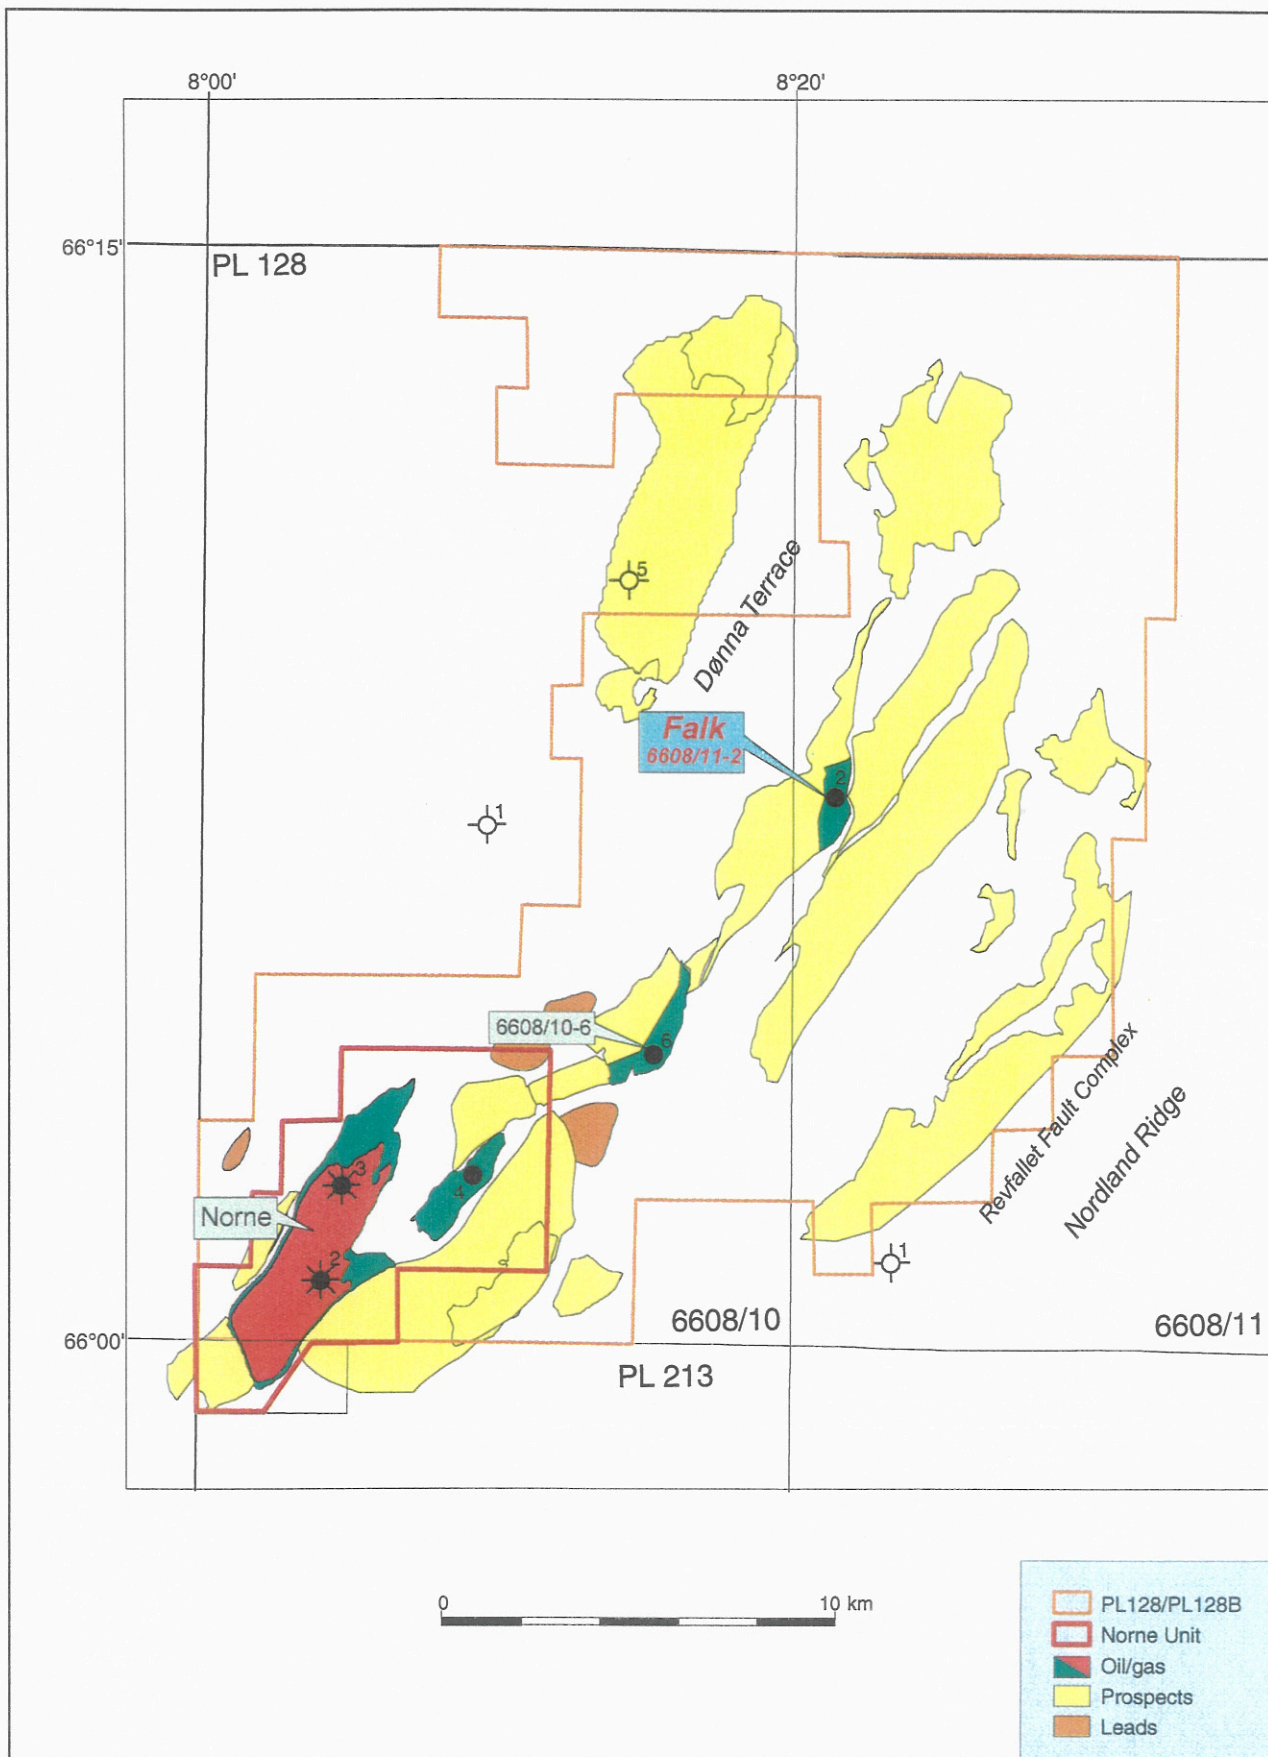 8°00'
8°20'
66°15'
PL 128
5
Dønna Terrace
Falk
6608/11-2
2
1
6608/10-6
6
3
4
Norne
2
Revfallet Fault Complex
Nordland Ridge
1
6608/10
6608/11
66°00'
PL 213
0
10 km
PL128/PL128B
Norne Unit
Oil/gas
Prospects
Leads